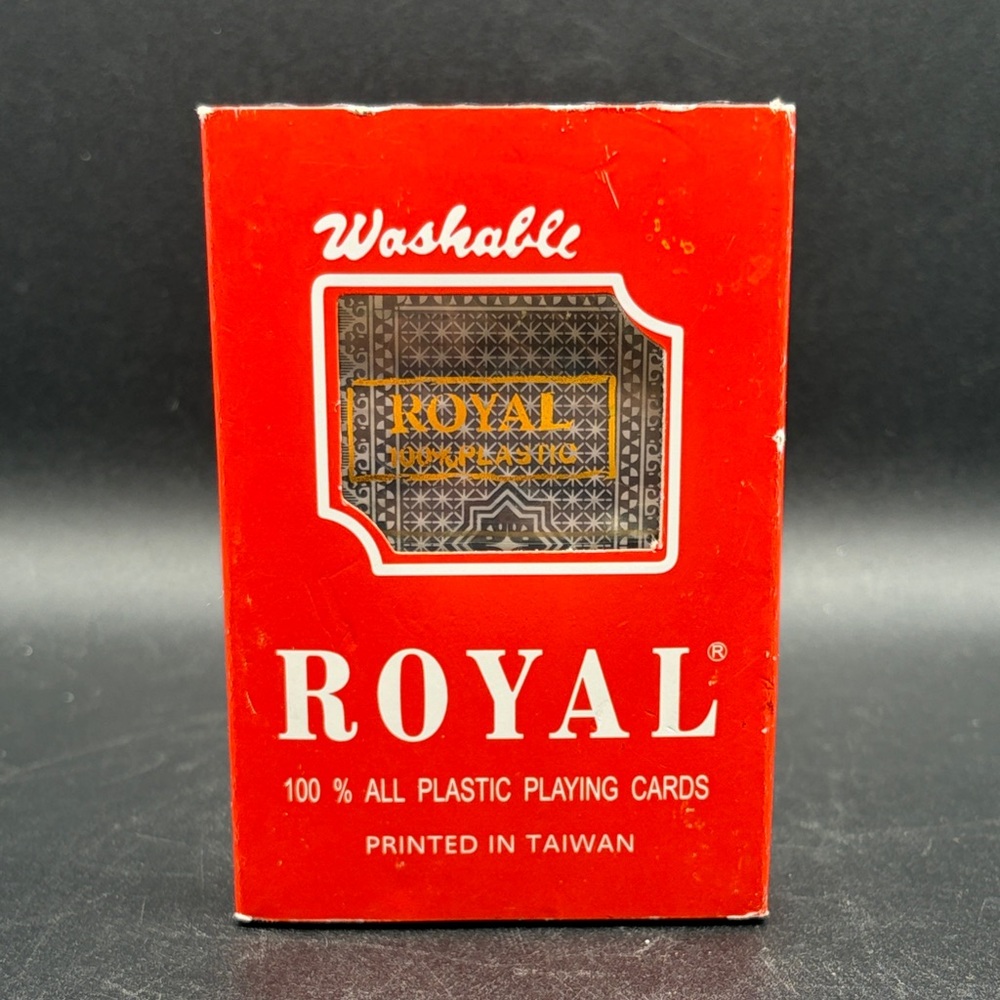 Washable
ROYAL
100% PLASTIC
ROYAL®
100 % ALL PLASTIC PLAYING CARDS
PRINTED IN TAIWAN